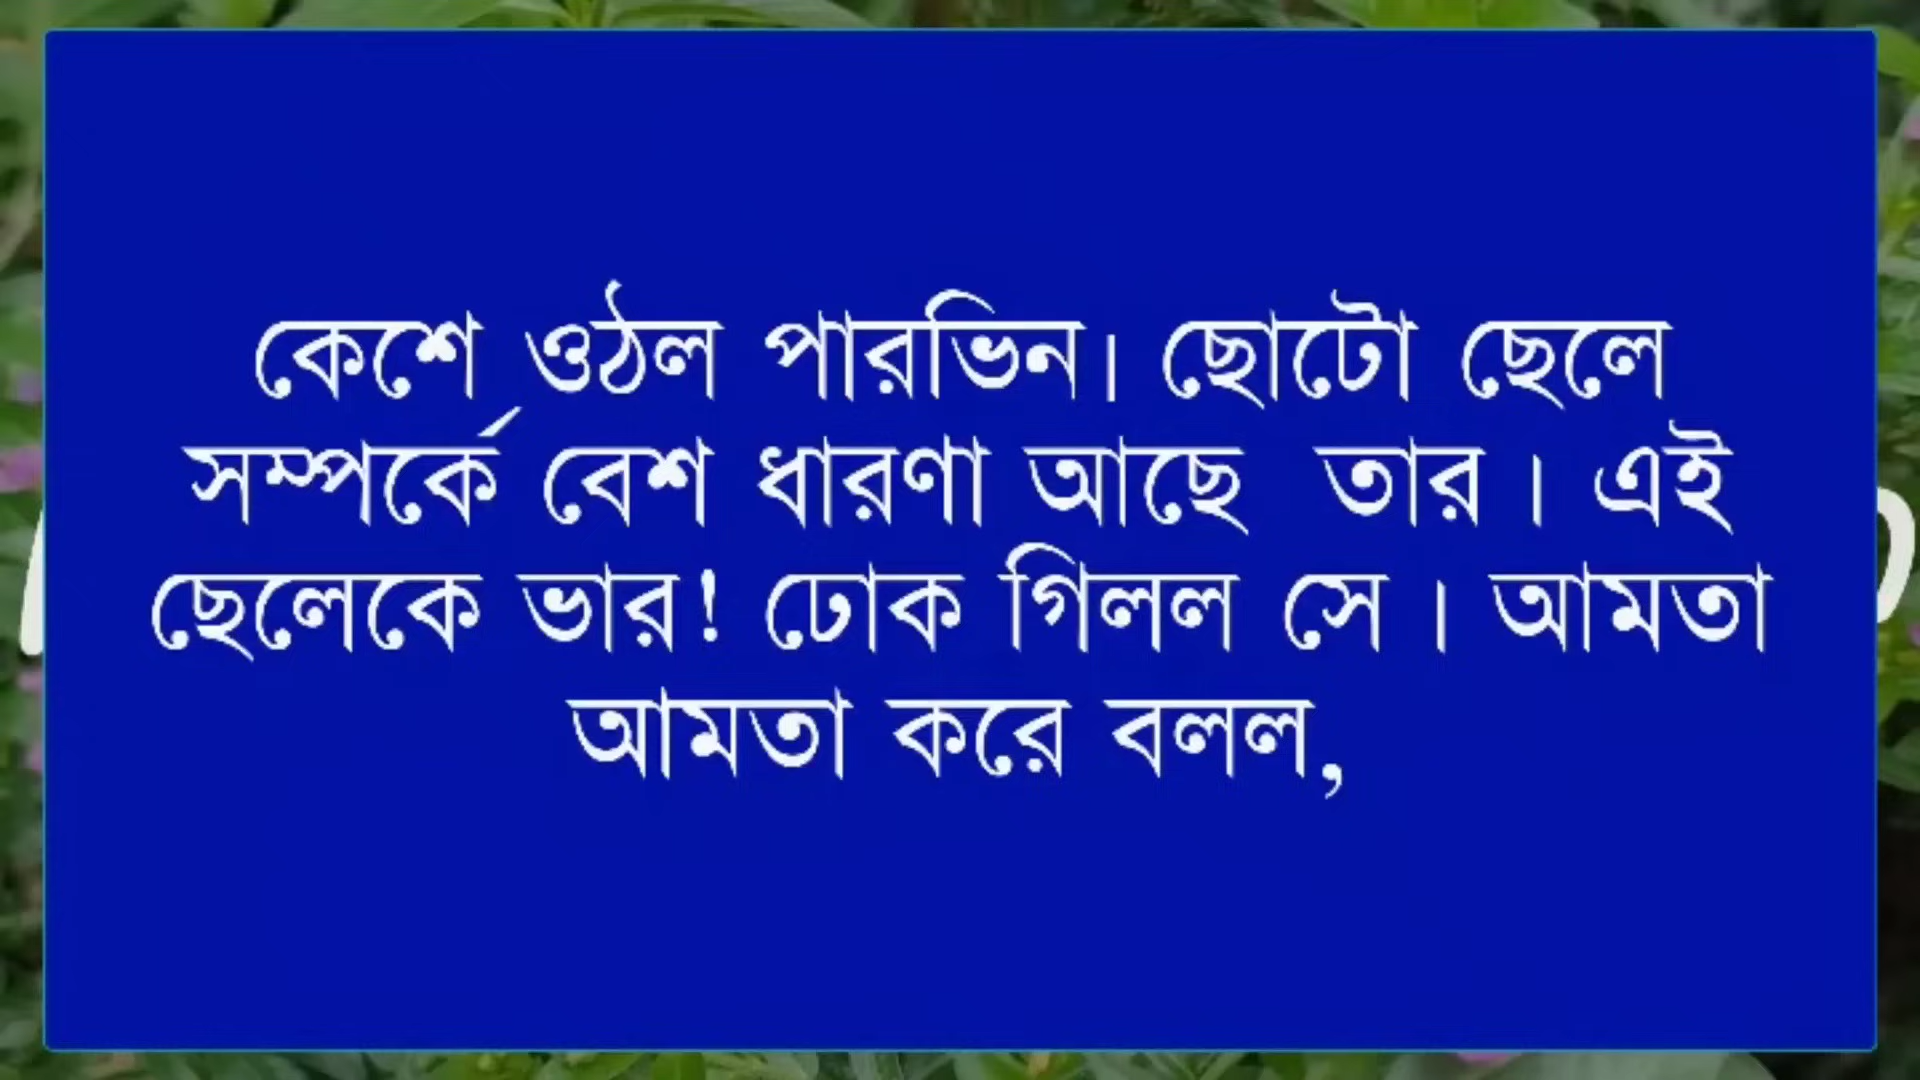 কেশে ওঠল পারভিন। ছোটো ছেলে
সম্পর্কে বেশ ধারণা আছে  তার । এই
ছেলেকে ভার! ঢোক গিলল সে । আমতা
আমতা করে বলল,